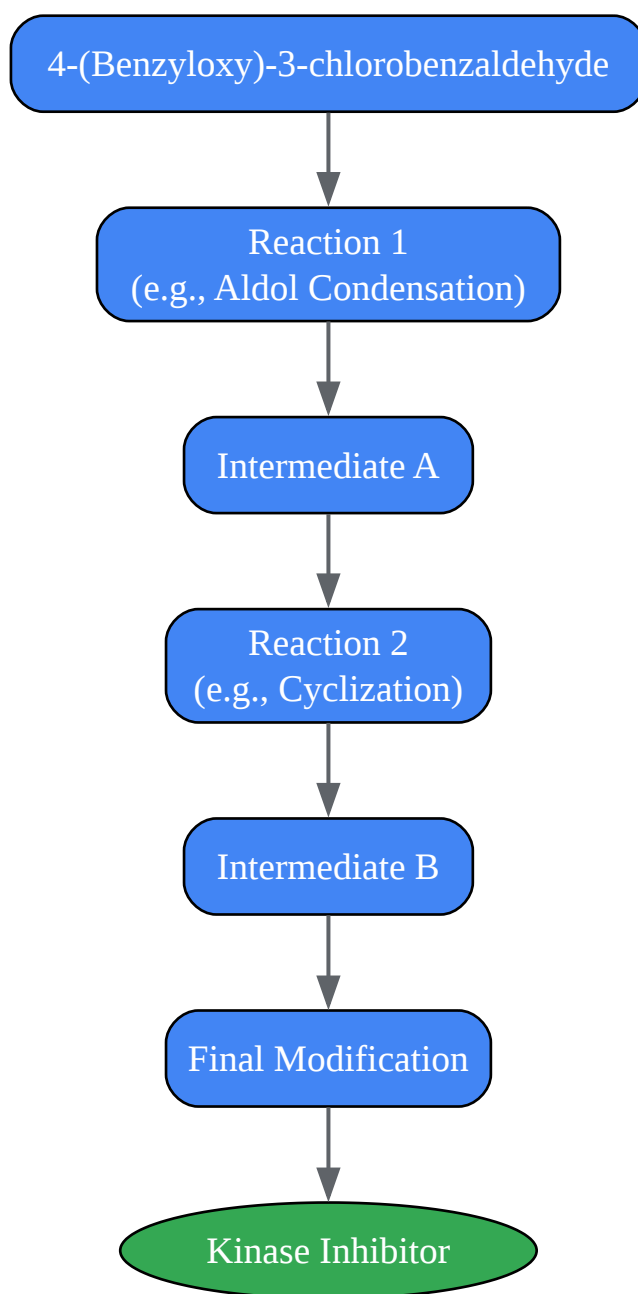 4-(Benzyloxy)-3-chlorobenzaldehyde
Reaction 1
(e.g., Aldol Condensation)
Intermediate A
Reaction 2
(e.g., Cyclization)
Intermediate B
Final Modification
Kinase Inhibitor